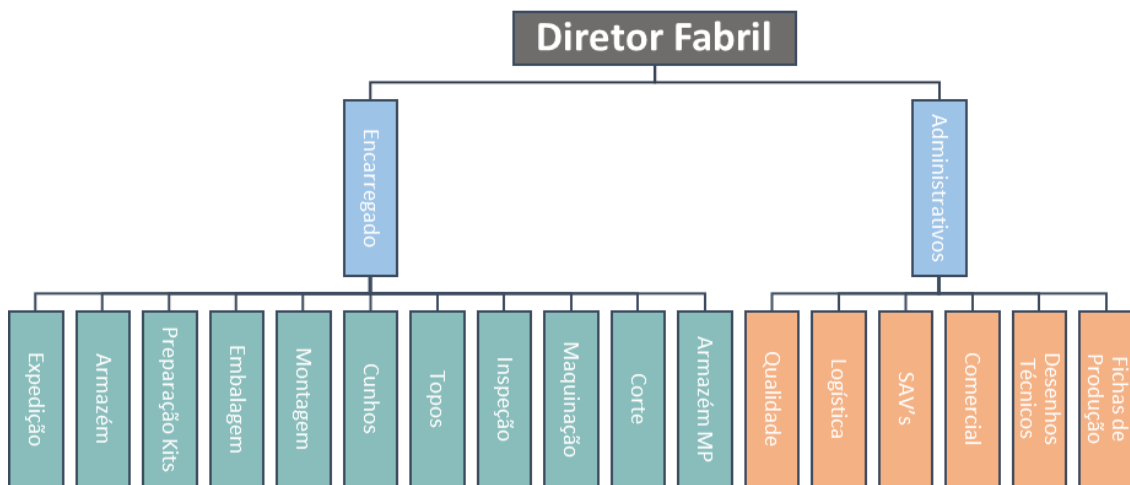 Diretor Fabril
Encarregado
Administrativos
Expedição
Armazém
Preparação Kits
Embalagem
Montagem
Cunhos
Topos
Inspeção
Maquinação
Corte
Armazém MP
Qualidade
Logística
SAV's
Comercial
Desenhos
Técnicos
Fichas de
Produção